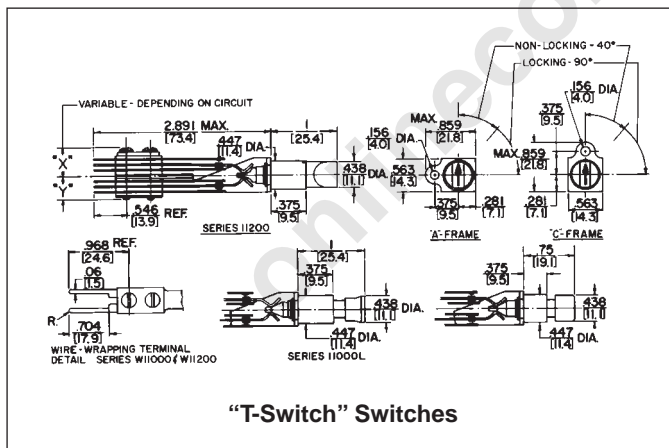 NON-LOCKING - 40°
LOCKING - 90°
VARIABLE - DEPENDING ON CIRCUIT
"X"
"Y"
2.891 MAX.
[73.4]
.447
[11.4] DIA.
1
[25.4]
.438
[11.1] DIA.
.375
[9.5]
.546
[13.9] REF.
SERIES 11200
.156
[4.0] DIA.
MAX.
.859
[21.8]
.563
[14.3]
.375
[9.5]
.281
[7.1]
"A"-FRAME
.156
[4.0] DIA.
.375
[9.5]
MAX.
.859
[21.8]
.281
[7.1]
.563
[14.3]
"C"-FRAME
.968
[24.6] REF.
.06
[1.5]
R.
.704
[17.9]
WIRE-WRAPPING TERMINAL
DETAIL SERIES W11000 & W11200
1
[25.4]
.375
[9.5]
.438
[11.1] DIA.
.447
[11.4] DIA.
SERIES 11000L
.75
[19.1]
.375
[9.5]
.438
[11.1]
.447
[11.4] DIA.
"T-Switch" Switches
onlinecon